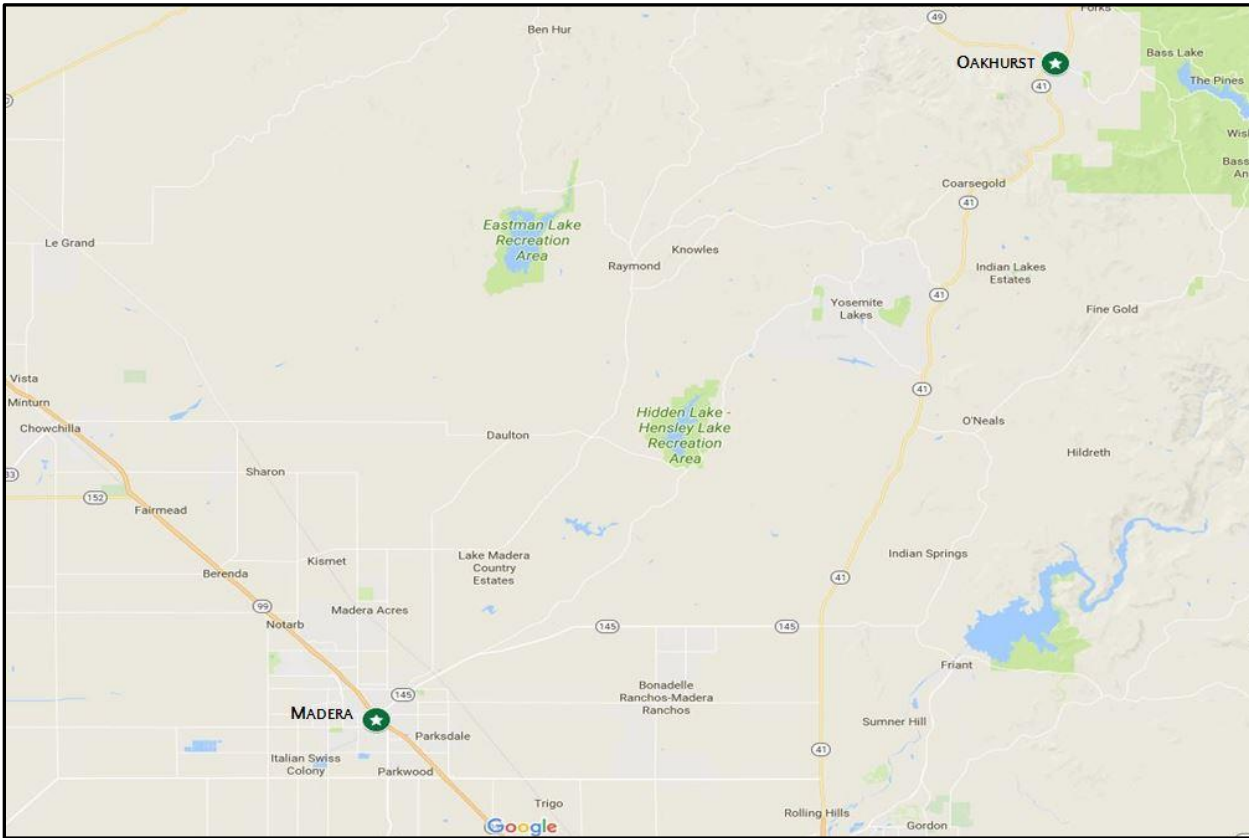 Forks
49
Ben Hur
OAKHURST
Bass Lake
41
The Pines
Coarsegold
41
Eastman Lake
Recreation
Area
Le Grand
Knowles
Raymond
Indian Lakes
Estates
41
Yosemite
Lakes
Fine Gold
Vista
41
Minturn
Hidden Lake -
Hensley Lake
Recreation
Area
Chowchilla
Daulton
O'Neals
Hildreth
Sharon
152
Fairmead
Indian Springs
Kismet
Lake Madera
Country
Estates
Berenda
41
99
Madera Acres
Notarb
145
145
Friant
145
Bonadelle
Ranchos-Madera
Ranchos
MADERA
Sumner Hill
Parksdale
41
Italian Swiss
Colony
Parkwood
Trigo
Rolling Hills
Google
Gordon